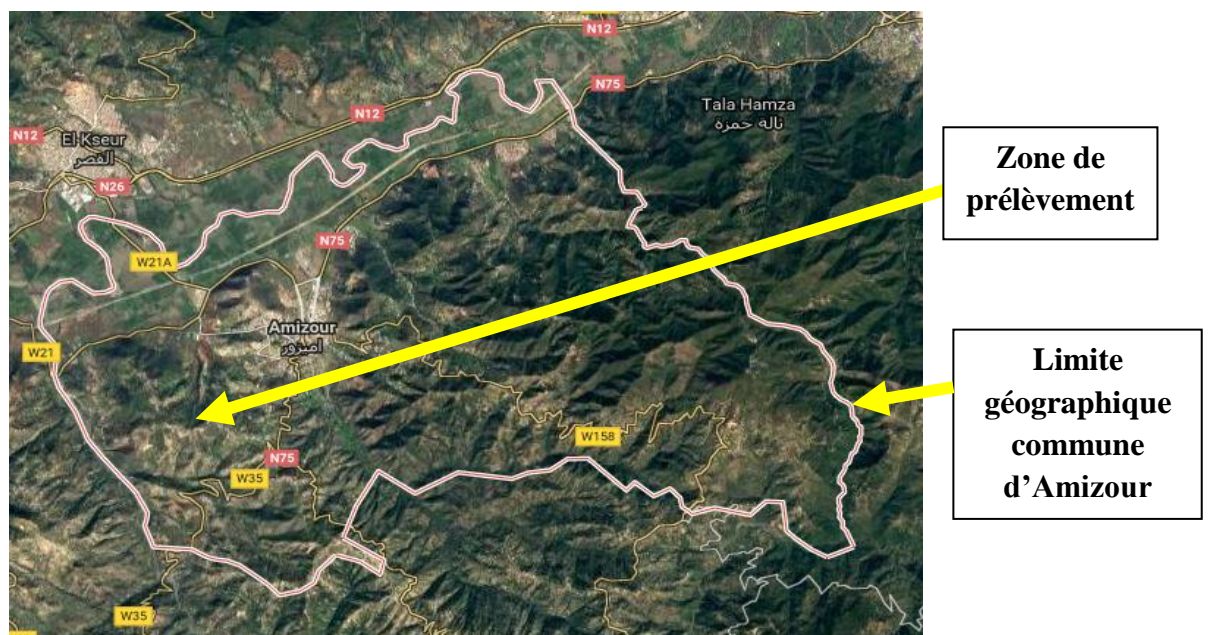 N12
N75
Tala Hamza
تالة حمزة
N12
N12
El Kseur
القصر
N26
N75
W21A
Amizour
اميزور
W21
W158
N75
W35
W35
Zone de
prélèvement
Limite
géographique
commune
d’Amizour